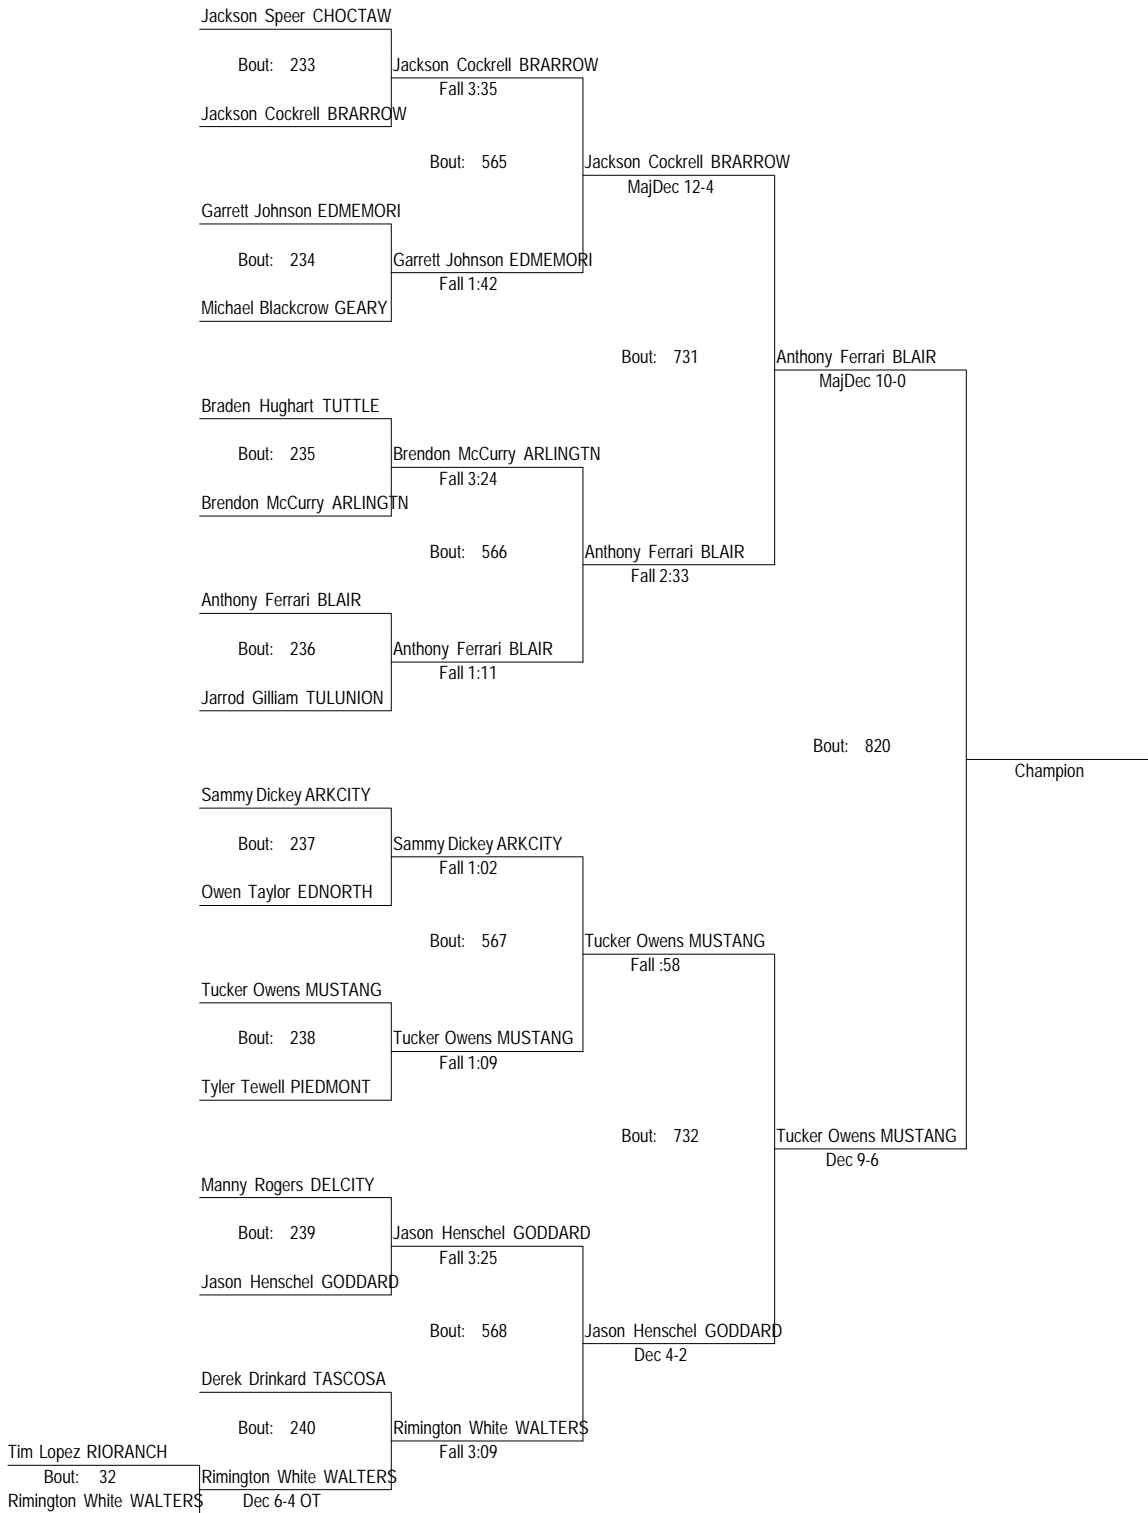 Jackson Speer CHOCTAW
Bout: 233
Jackson Cockrell BRARROW
Fall 3:35
Jackson Cockrell BRARROW
Bout: 565
Jackson Cockrell BRARROW
MajDec 12-4
Garrett Johnson EDMEMORI
Bout: 234
Garrett Johnson EDMEMORI
Fall 1:42
Michael Blackcrow GEARY
Bout: 731
Anthony Ferrari BLAIR
MajDec 10-0
Braden Hughart TUTTLE
Bout: 235
Brendon McCurry ARLINGTN
Fall 3:24
Brendon McCurry ARLINGTN
Bout: 566
Anthony Ferrari BLAIR
Fall 2:33
Anthony Ferrari BLAIR
Bout: 236
Anthony Ferrari BLAIR
Fall 1:11
Jarrod Gilliam TULUNION
Bout: 820
Champion
Sammy Dickey ARKCITY
Bout: 237
Sammy Dickey ARKCITY
Fall 1:02
Owen Taylor EDNORTH
Bout: 567
Tucker Owens MUSTANG
Fall :58
Tucker Owens MUSTANG
Bout: 238
Tucker Owens MUSTANG
Fall 1:09
Tyler Tewell PIEDMONT
Bout: 732
Tucker Owens MUSTANG
Dec 9-6
Manny Rogers DELCITY
Bout: 239
Jason Henschel GODDARD
Fall 3:25
Jason Henschel GODDARD
Bout: 568
Jason Henschel GODDARD
Dec 4-2
Derek Drinkard TASCOSA
Bout: 240
Rimington White WALTERS
Fall 3:09
Tim Lopez RIORANCH
Bout: 32
Rimington White WALTERS
Rimington White WALTERS
Dec 6-4 OT